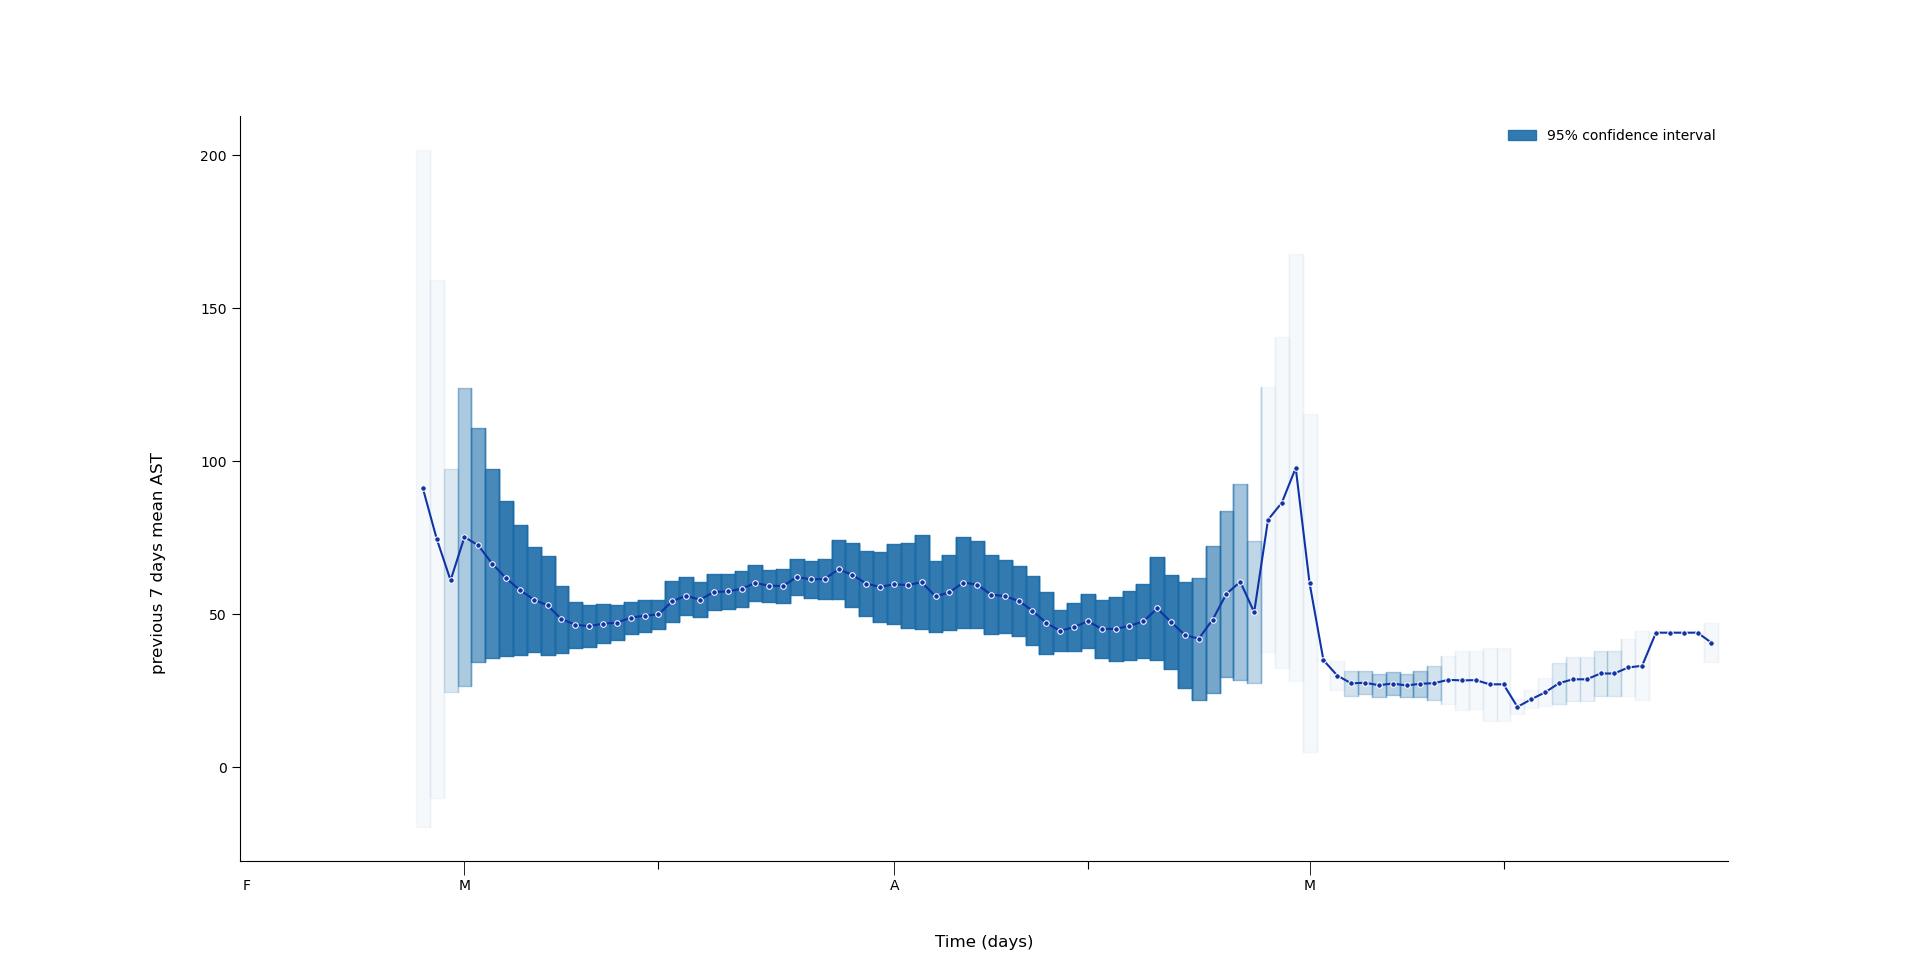 95% confidence interval
200
150
100
50
0
previous 7 days mean AST
F M A M
Time (days)